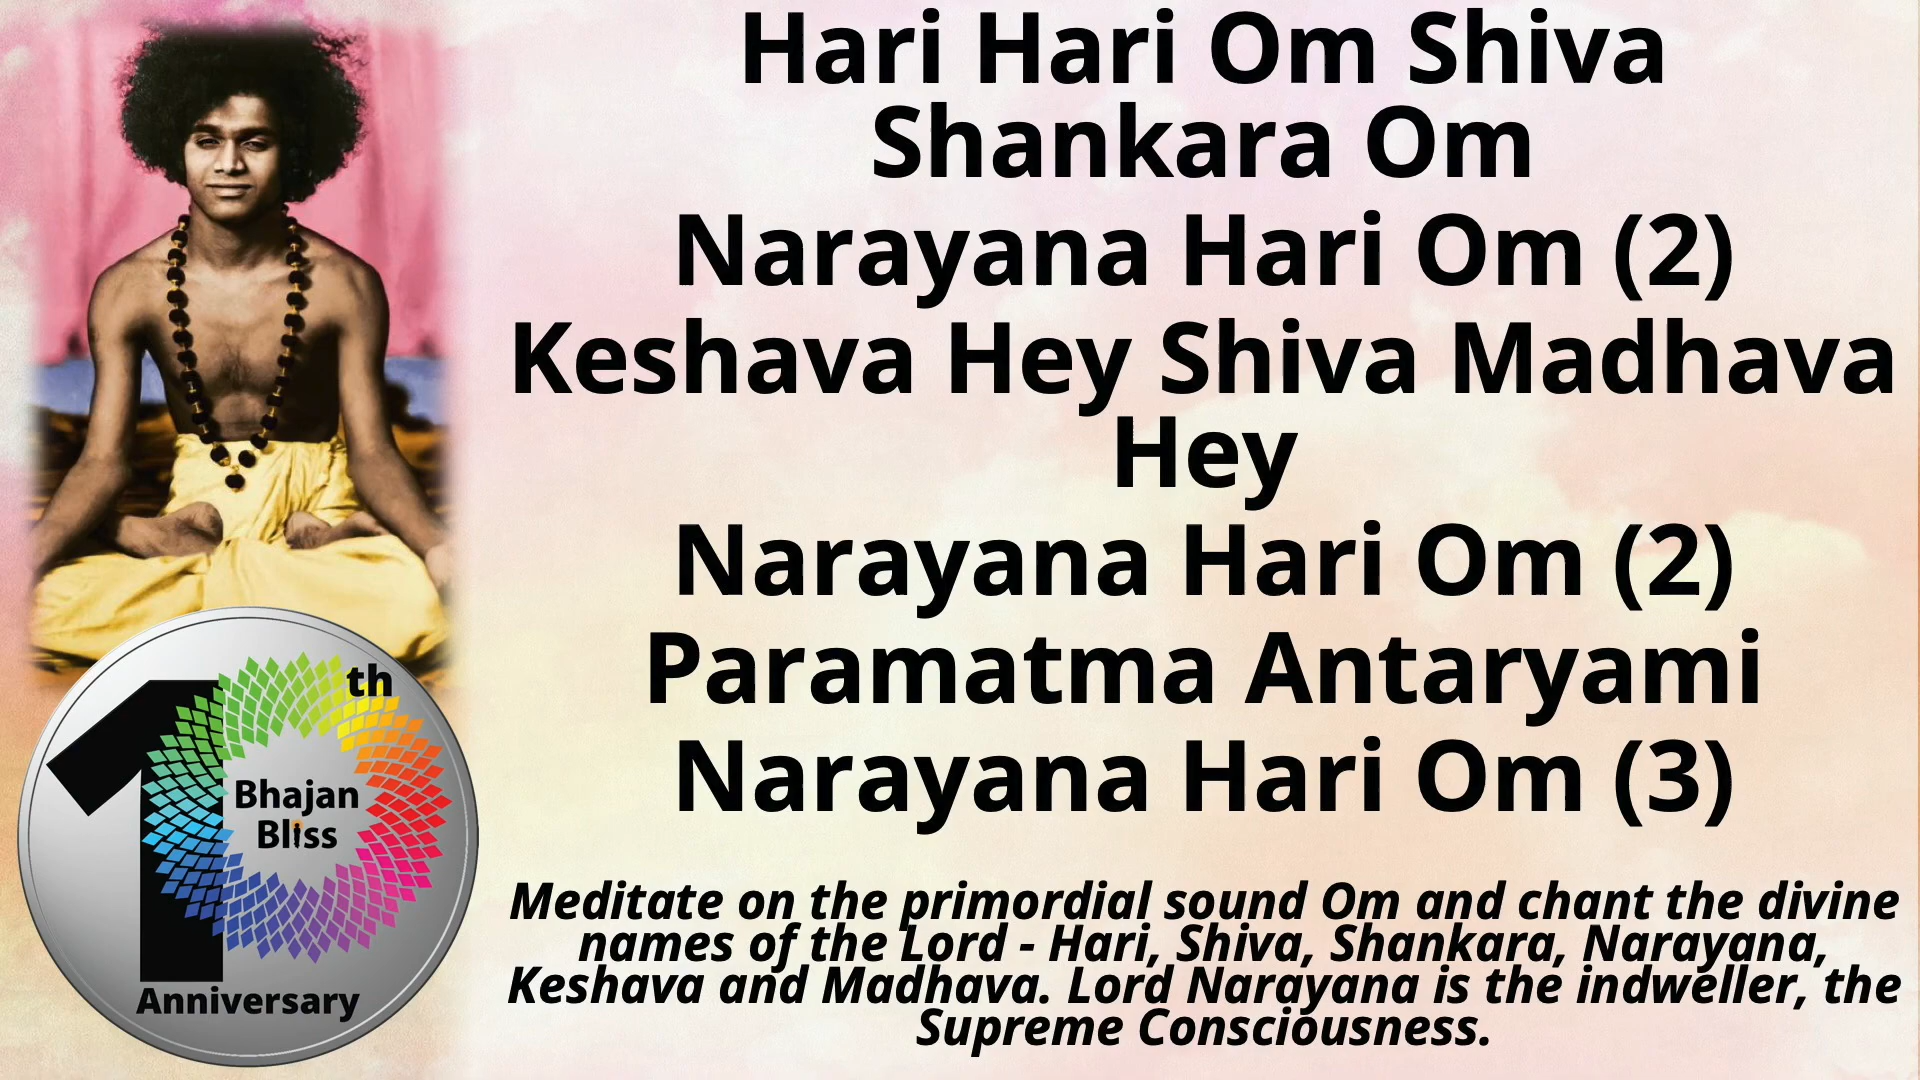 Hari Hari Om Shiva
Shankara Om
Narayana Hari Om (2)
Keshava Hey Shiva Madhava
Hey
Narayana Hari Om (2)
Paramatma Antaryami
Narayana Hari Om (3)
Meditate on the primordial sound Om and chant the divine
names of the Lord - Hari, Shiva, Shankara, Narayana,
Keshava and Madhava. Lord Narayana is the indweller, the
Supreme Consciousness.
10th
Bhajan
Bliss
Anniversary